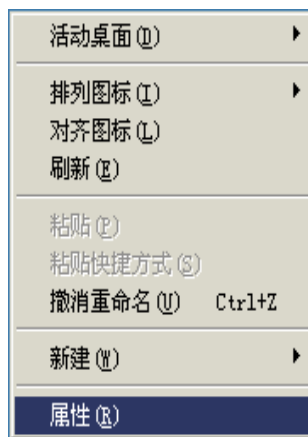 活动桌面(D)
排列图标(I)
对齐图标(L)
刷新(E)
粘贴(P)
粘贴快捷方式(S)
撤消重命名(U) Ctrl+Z
新建(W)
属性(R)